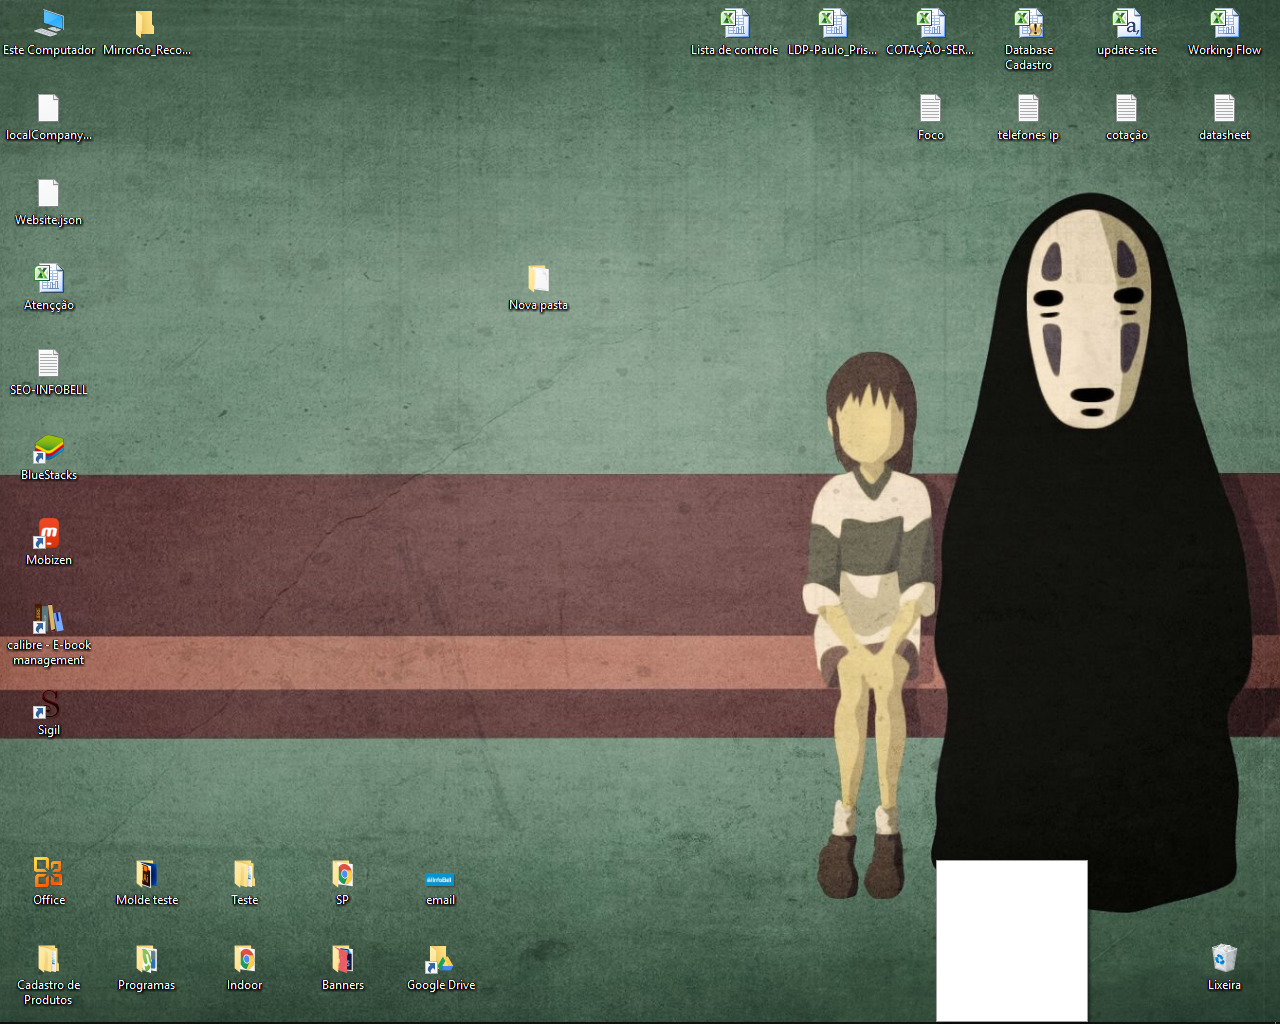 Este Computador
MirrorGo_Reco...
Lista de controle
LDP-Paulo_Pris...
COTAÇÃO-SER...
Database
Cadastro
update-site
Working Flow
localCompany...
Foco
telefones ip
cotação
datasheet
Website.json
Atençção
Nova pasta
SEO-INFOBELL
BlueStacks
Mobizen
calibre - E-book
management
Sigil
Office
Molde teste
Teste
SP
email
Cadastro de
Produtos
Programas
Indoor
Banners
Google Drive
Lixeira